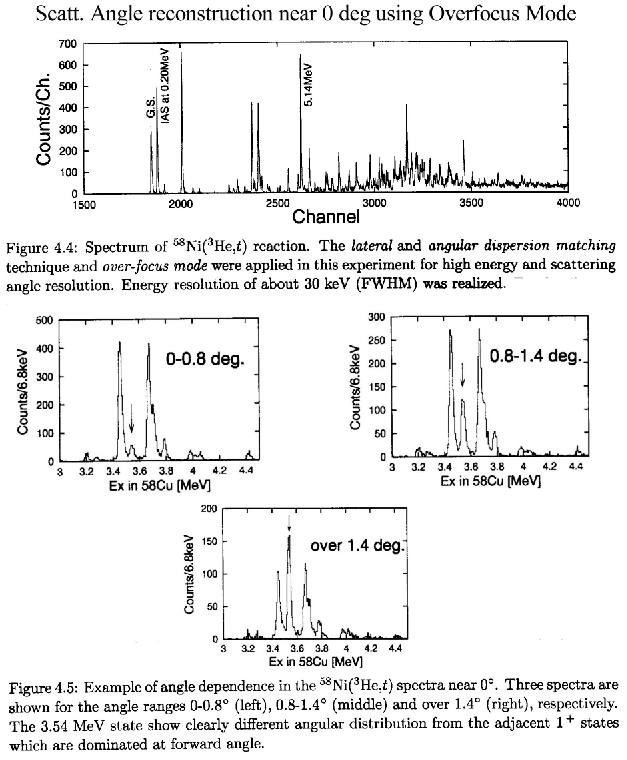 Scatt. Angle reconstruction near 0 deg using Overfocus Mode
700
600
500
400
300
200
100
0
Counts/Ch.
G.S.
IAS at 0.20MeV
5.14MeV
1500 2000 2500 3000 3500 4000
Channel
Figure 4.4: Spectrum of ⁵⁸Ni(³He,t) reaction. The lateral and angular dispersion matching
technique and over-focus mode were applied in this experiment for high energy and scattering
angle resolution. Energy resolution of about 30 keV (FWHM) was realized.
500
400
300
200
100
0
Counts/6.8keV
0-0.8 deg.
3 3.2 3.4 3.6 3.8 4 4.2 4.4
Ex in 58Cu [MeV]
300
250
200
150
100
50
0
Counts/6.8keV
0.8-1.4 deg.
3 3.2 3.4 3.6 3.8 4 4.2 4.4
Ex in 58Cu [MeV]
200
150
100
50
0
Counts/6.8keV
over 1.4 deg.
3 3.2 3.4 3.6 3.8 4 4.2 4.4
Ex in 58Cu [MeV]
Figure 4.5: Example of angle dependence in the ⁵⁸Ni(³He,t) spectra near 0°. Three spectra are
shown for the angle ranges 0-0.8° (left), 0.8-1.4° (middle) and over 1.4° (right), respectively.
The 3.54 MeV state show clearly different angular distribution from the adjacent 1⁺ states
which are dominated at forward angle.